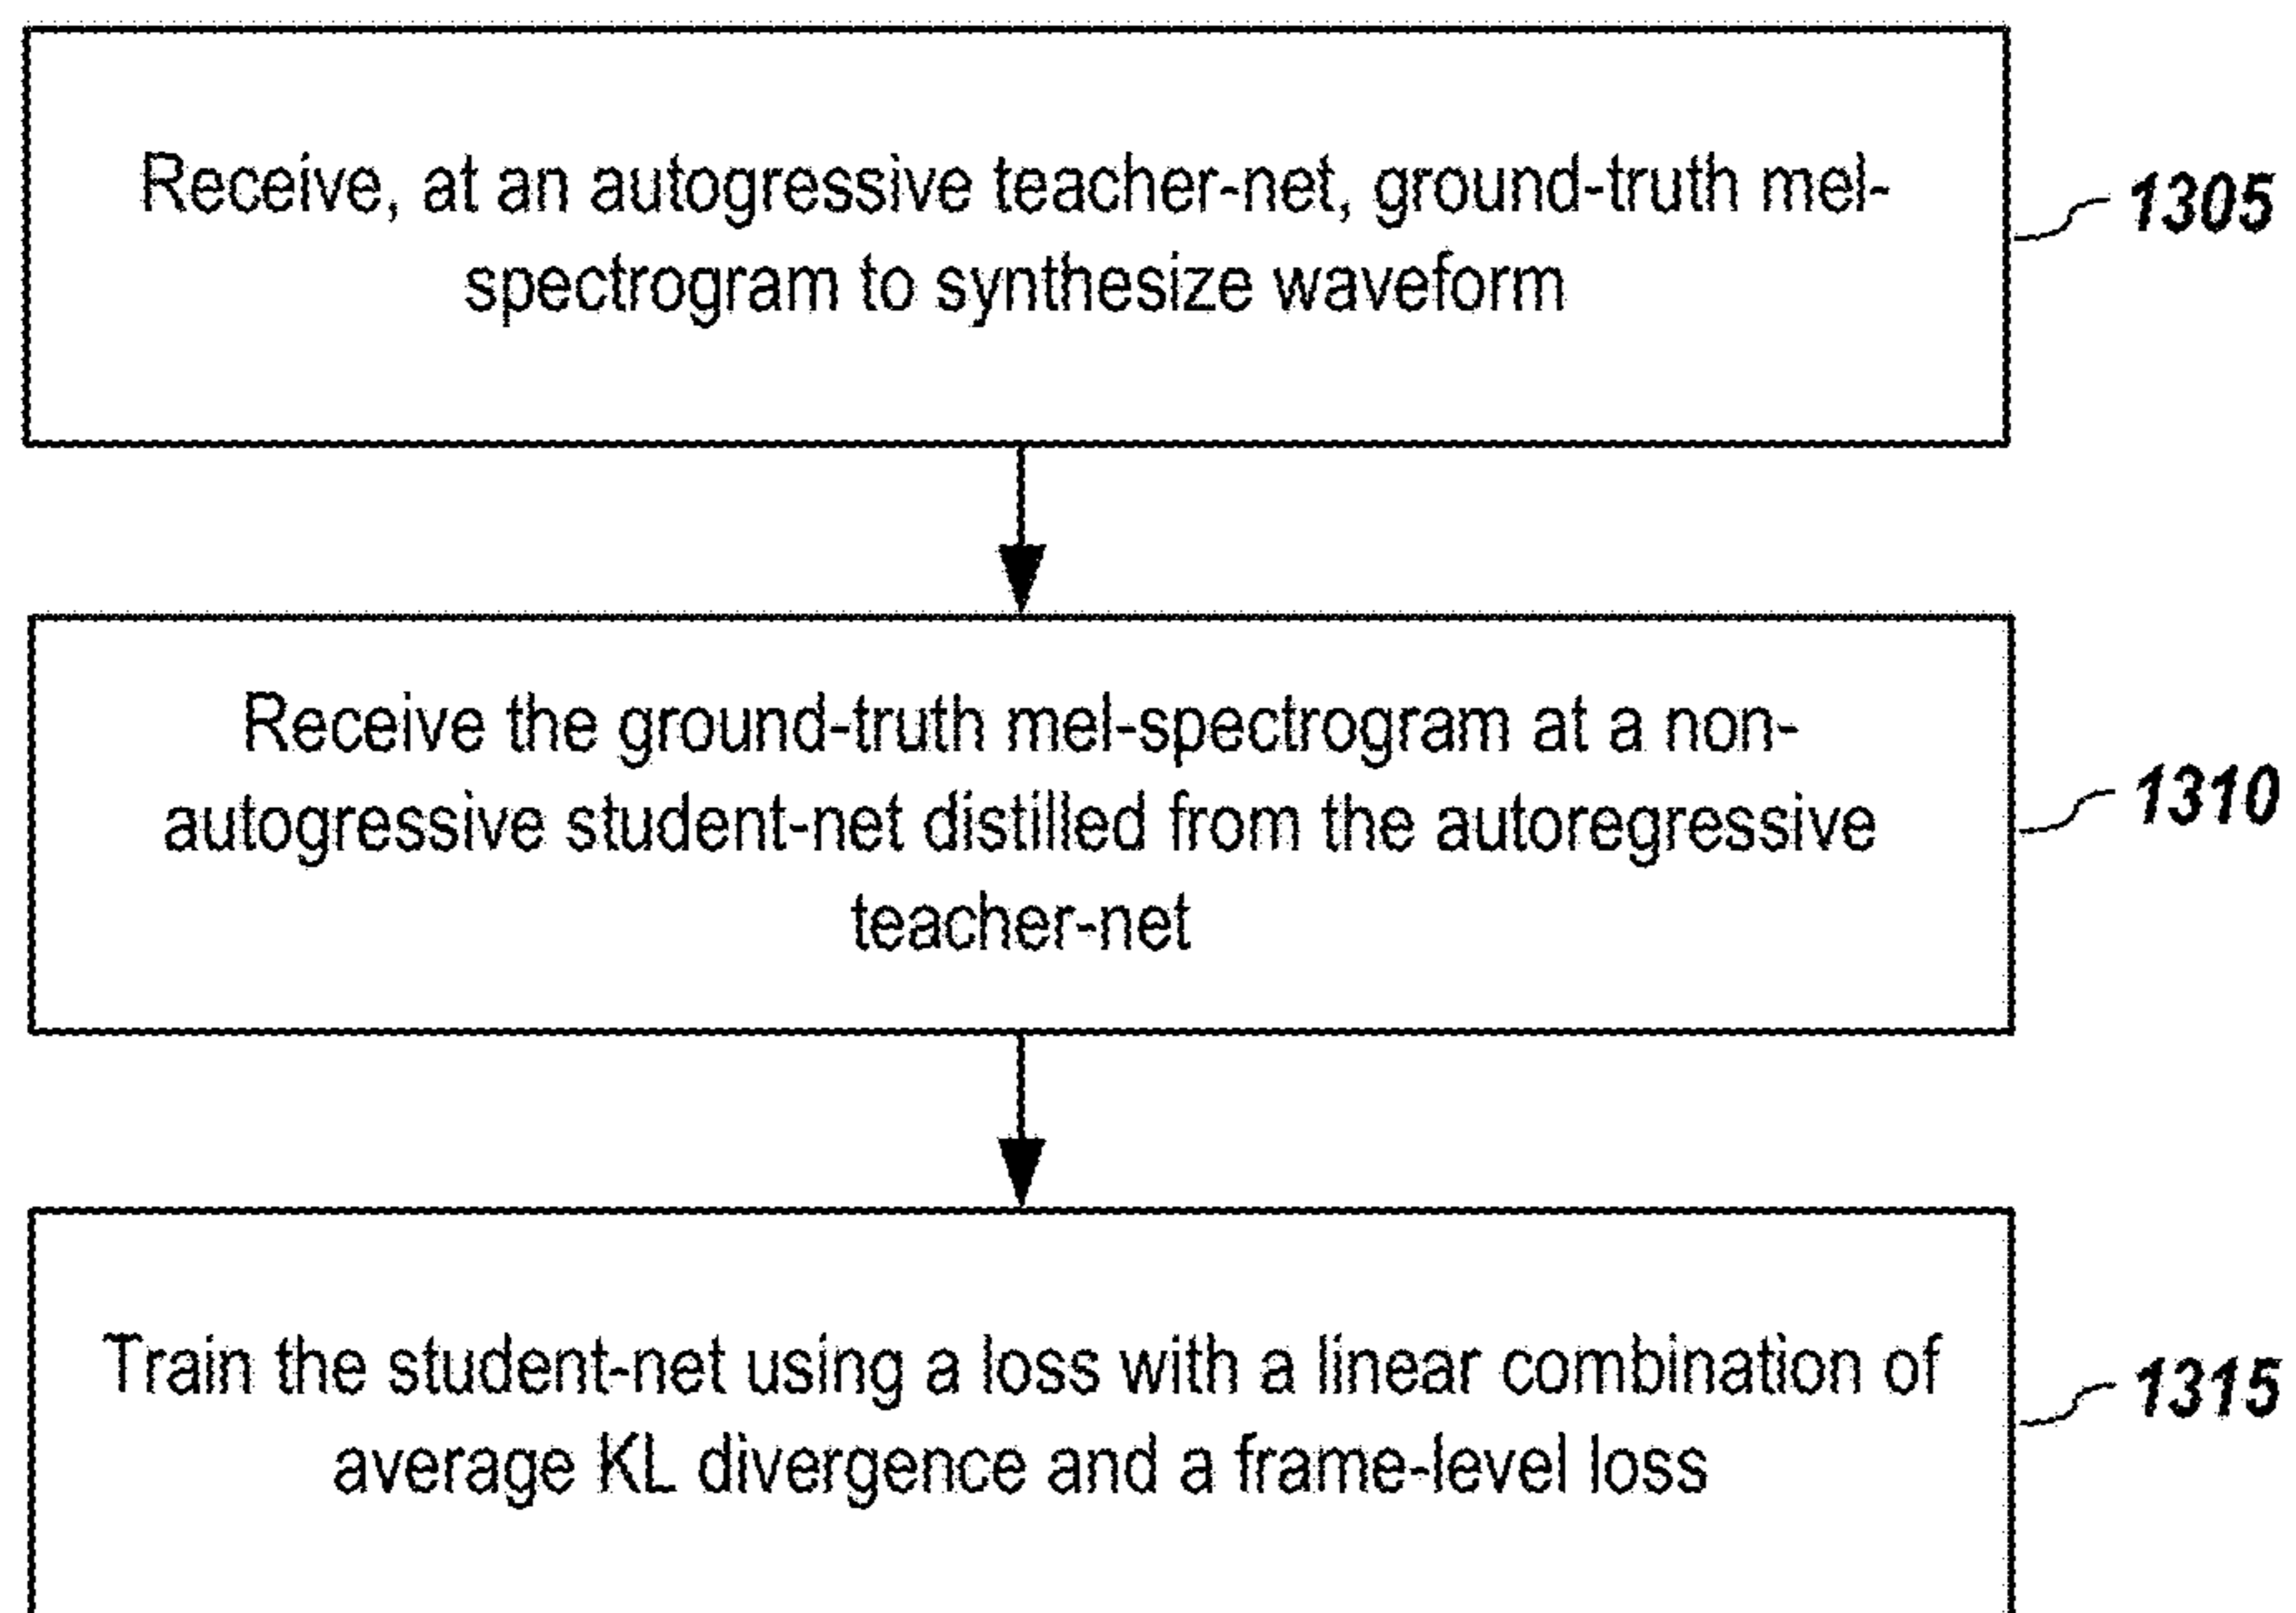 Receive, at an autogressive teacher-net, ground-truth mel-
spectrogram to synthesize waveform
1305
Receive the ground-truth mel-spectrogram at a non-
autogressive student-net distilled from the autoregressive
teacher-net
1310
Train the student-net using a loss with a linear combination of
average KL divergence and a frame-level loss
1315